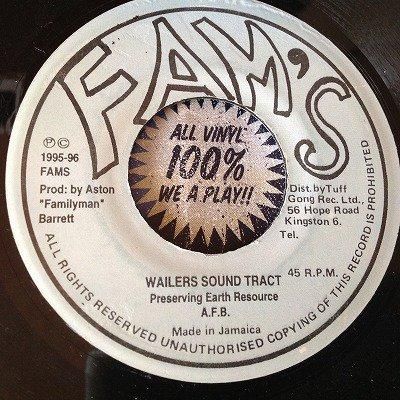 FAM'S
ALL VINYL
100%
WE A PLAY!!
℗ ©
1995-96
FAMS
Prod: by Aston
"Familyman"
Barrett
Dist. by Tuff
Gong Rec. Ltd.,
56 Hope Road
Kingston 6.
Tel.
WAILERS SOUND TRACT
45 R.P.M.
Preserving Earth Resource
A.F.B.
Made in Jamaica
ALL RIGHTS RESERVED UNAUTHORISED COPYING OF THIS RECORD IS PROHIBITED